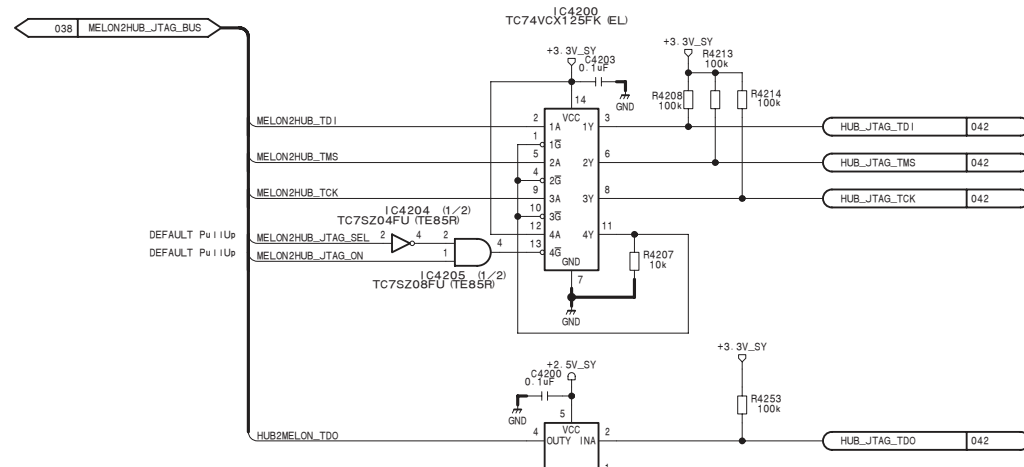 IC4200
TC74VCX125FK (EL)
038 MELON2HUB_JTAG_BUS
+3.3V_SY
C4203
0.1uF
GND
+3.3V_SY
R4213
100k
R4208
100k
R4214
100k
14
VCC
MELON2HUB_TDI 2 1A 1Y 3 HUB_JTAG_TDI 042
1 1G̅
MELON2HUB_TMS 5 2A 2Y 6 HUB_JTAG_TMS 042
4 2G̅
MELON2HUB_TCK 9 3A 3Y 8 HUB_JTAG_TCK 042
10 3G̅
IC4204 (1/2)
TC7SZ04FU (TE85R)
12 4A 4Y 11
DEFAULT PullUp MELON2HUB_JTAG_SEL 2 4 2
4 13 4G̅
DEFAULT PullUp MELON2HUB_JTAG_ON 1
R4207
10k
GND
7
IC4205 (1/2)
TC7SZ08FU (TE85R)
GND
+3.3V_SY
+2.5V_SY
C4200
0.1uF
GND
R4253
100k
5
VCC
HUB2MELON_TDO 4 OUTY INA 2 HUB_JTAG_TDO 042